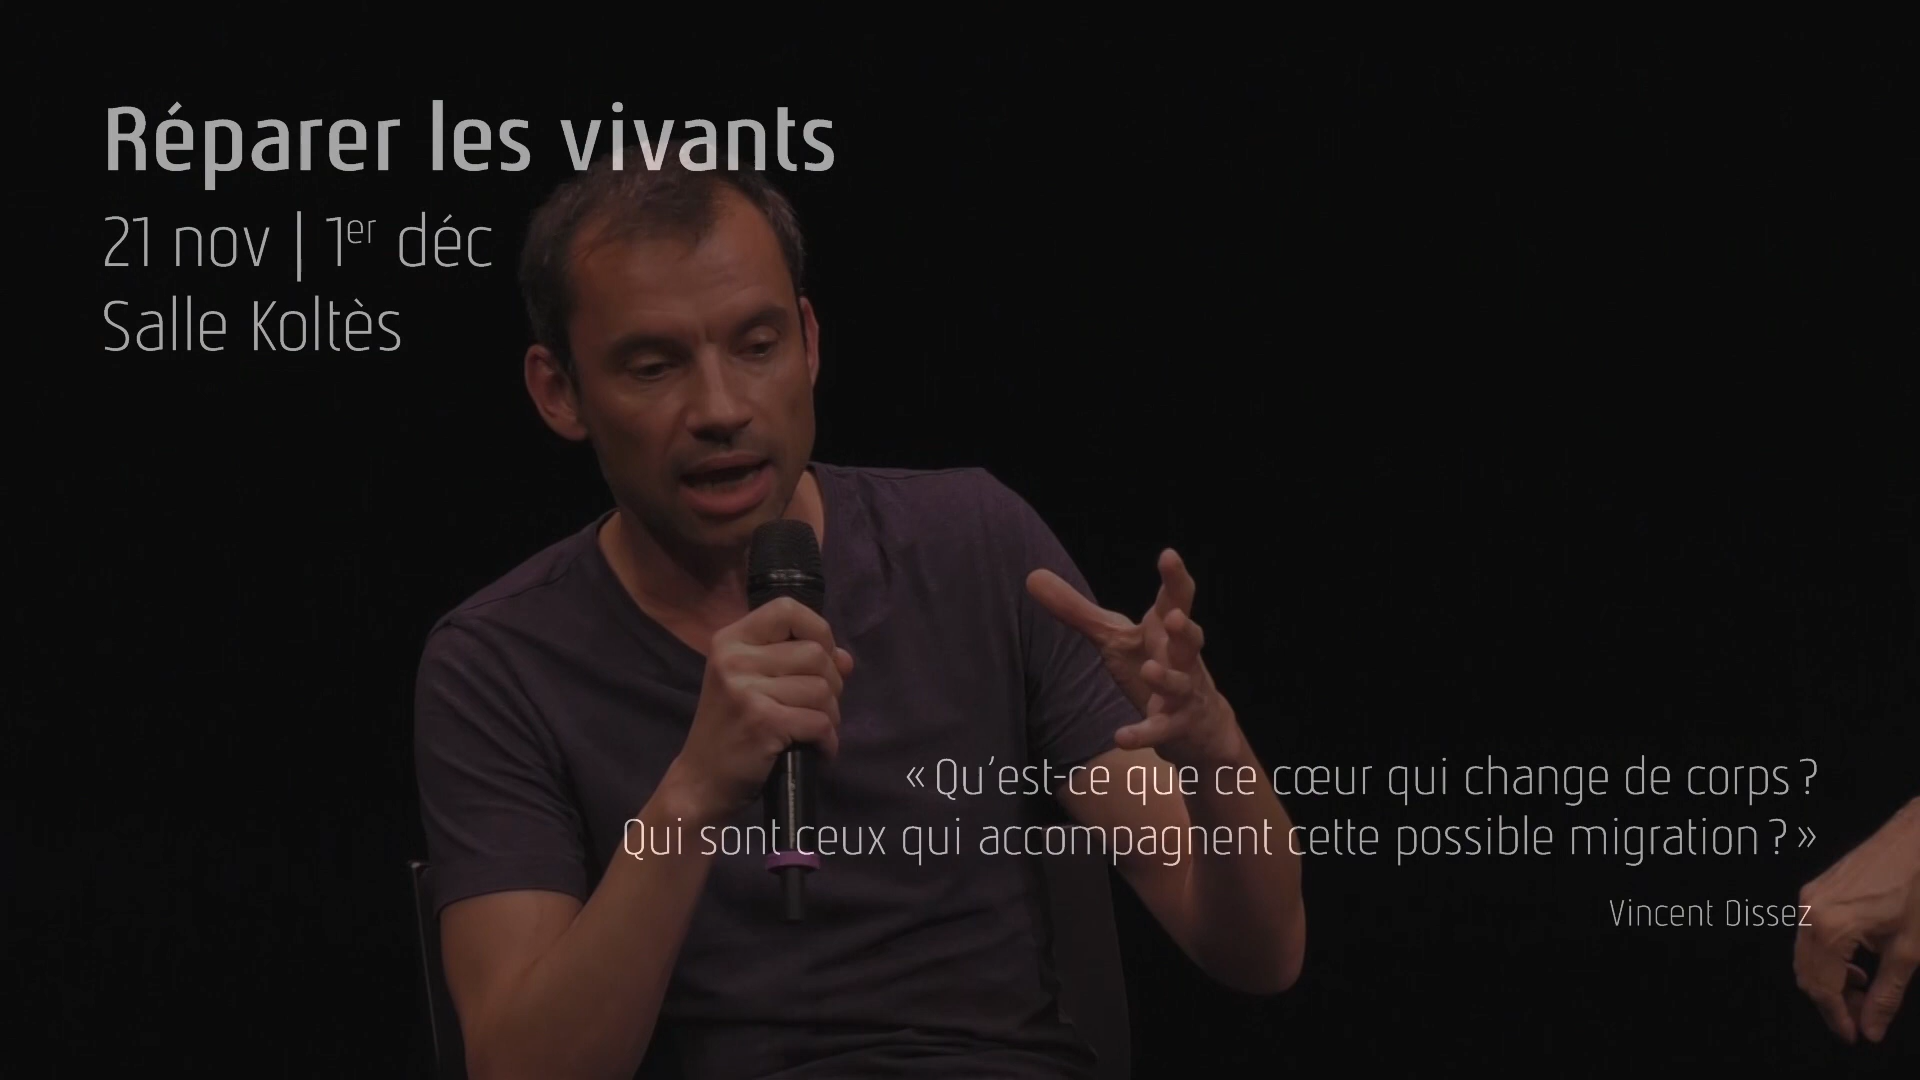 Réparer les vivants
21 nov | 1er déc
Salle Koltès
« Qu’est-ce que ce cœur qui change de corps ?
Qui sont ceux qui accompagnent cette possible migration ? »
Vincent Dissez